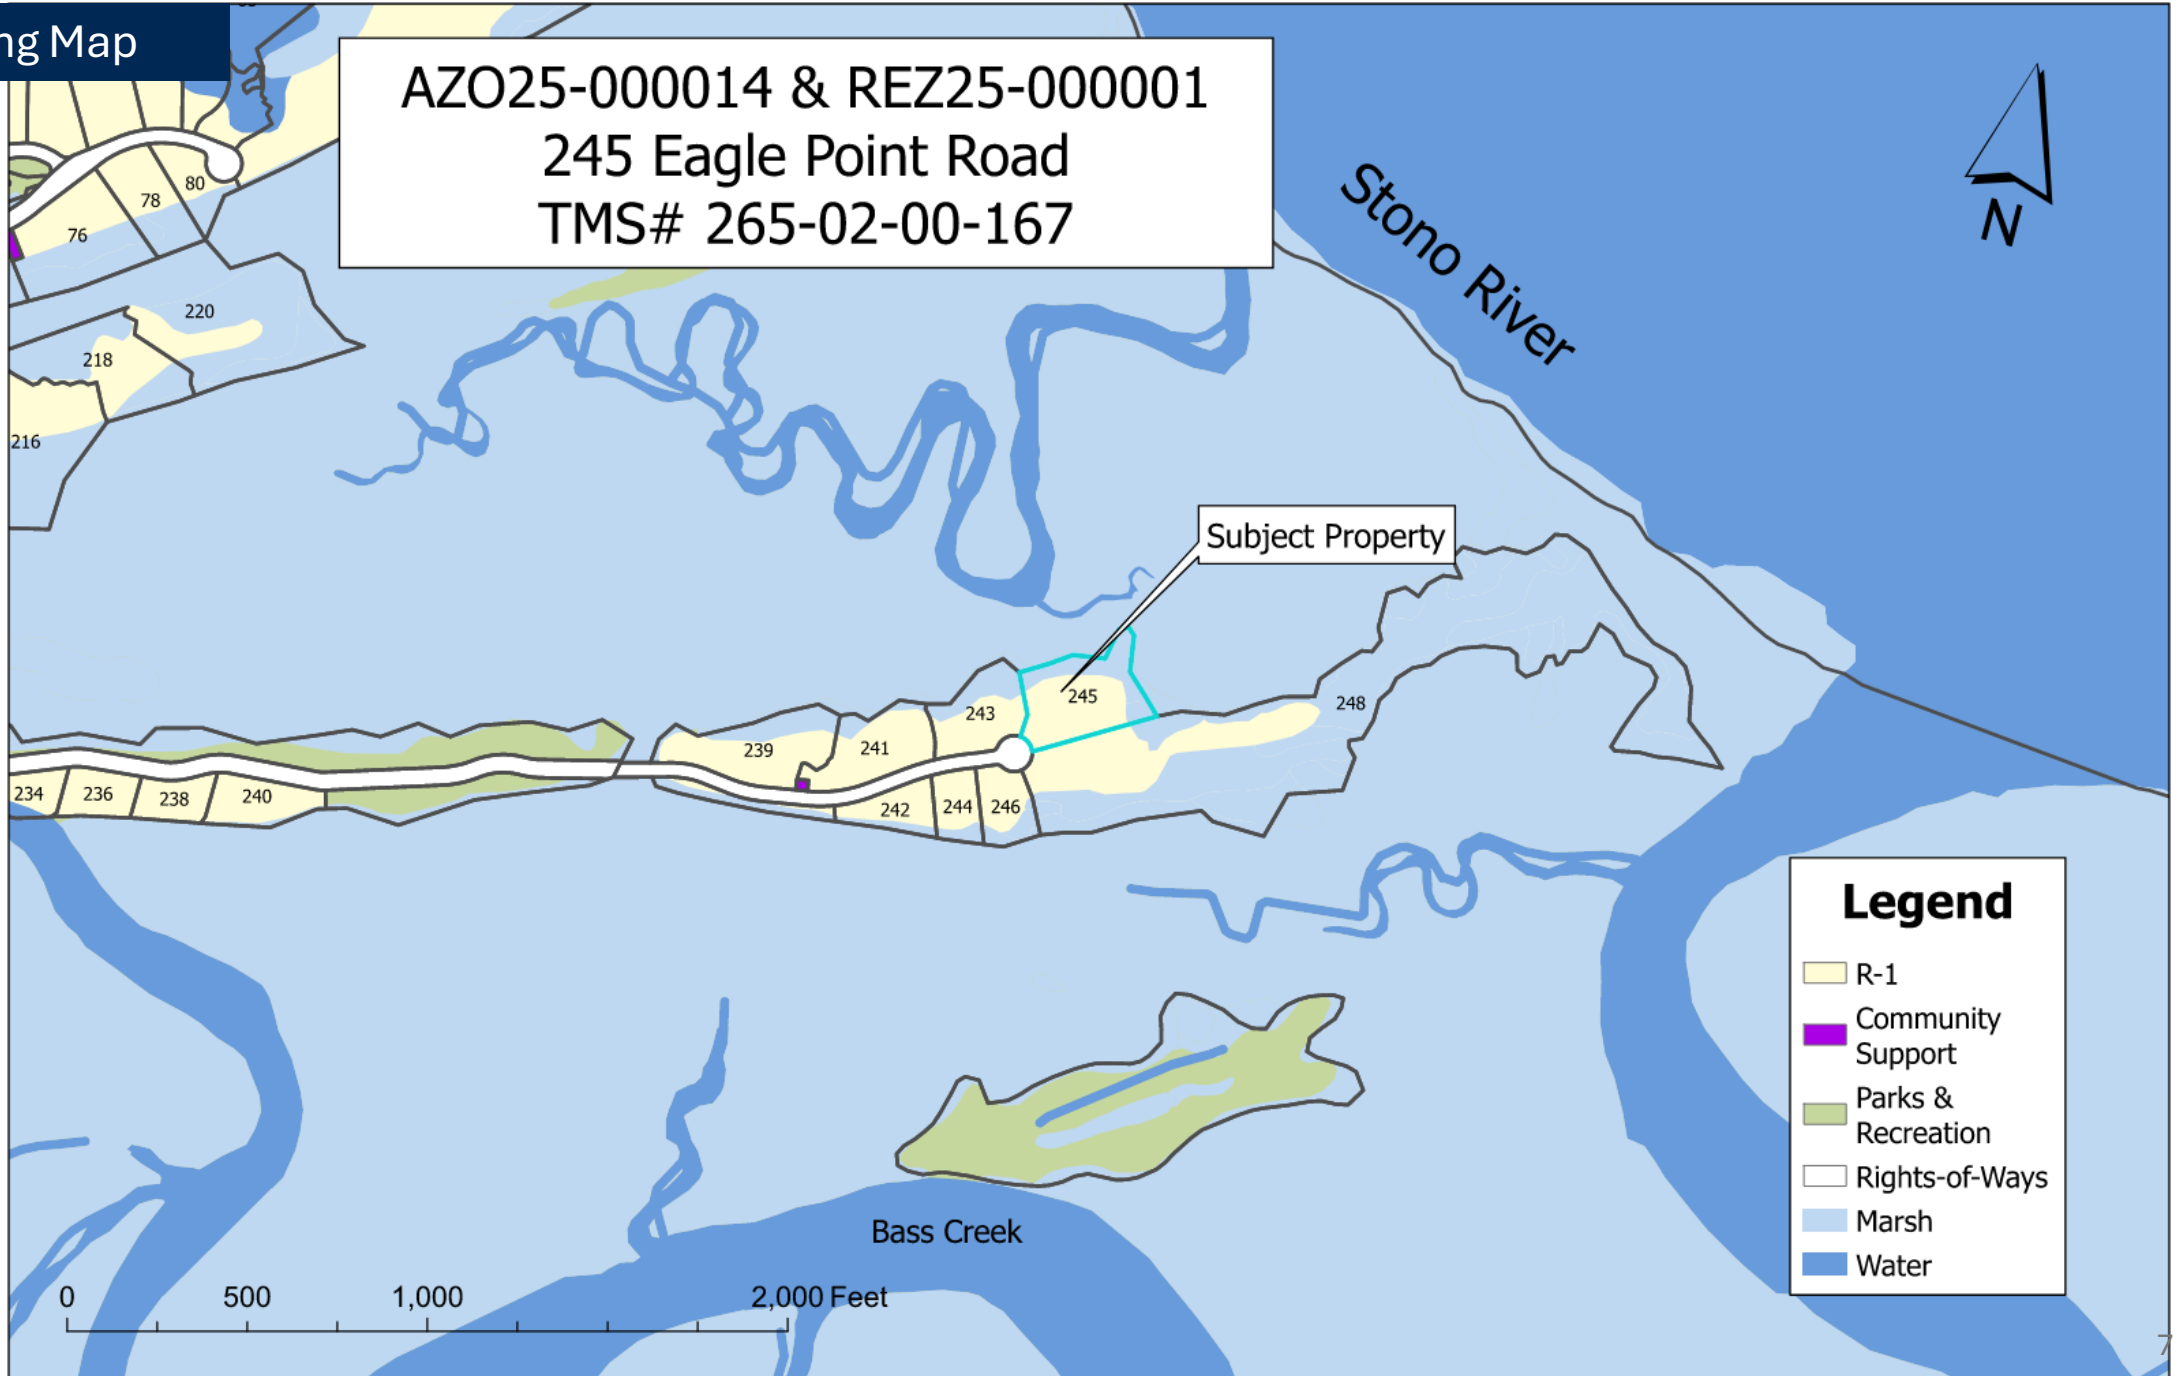 ng Map
AZO25-000014 & REZ25-000001
245 Eagle Point Road
TMS# 265-02-00-167
N
Stono River
80
78
76
220
218
216
Subject Property
245
248
243
241
239
234
236
238
240
242
244
246
Legend
R-1
Community
Support
Parks &
Recreation
Rights-of-Ways
Marsh
Water
Bass Creek
0 500 1,000 2,000 Feet
7